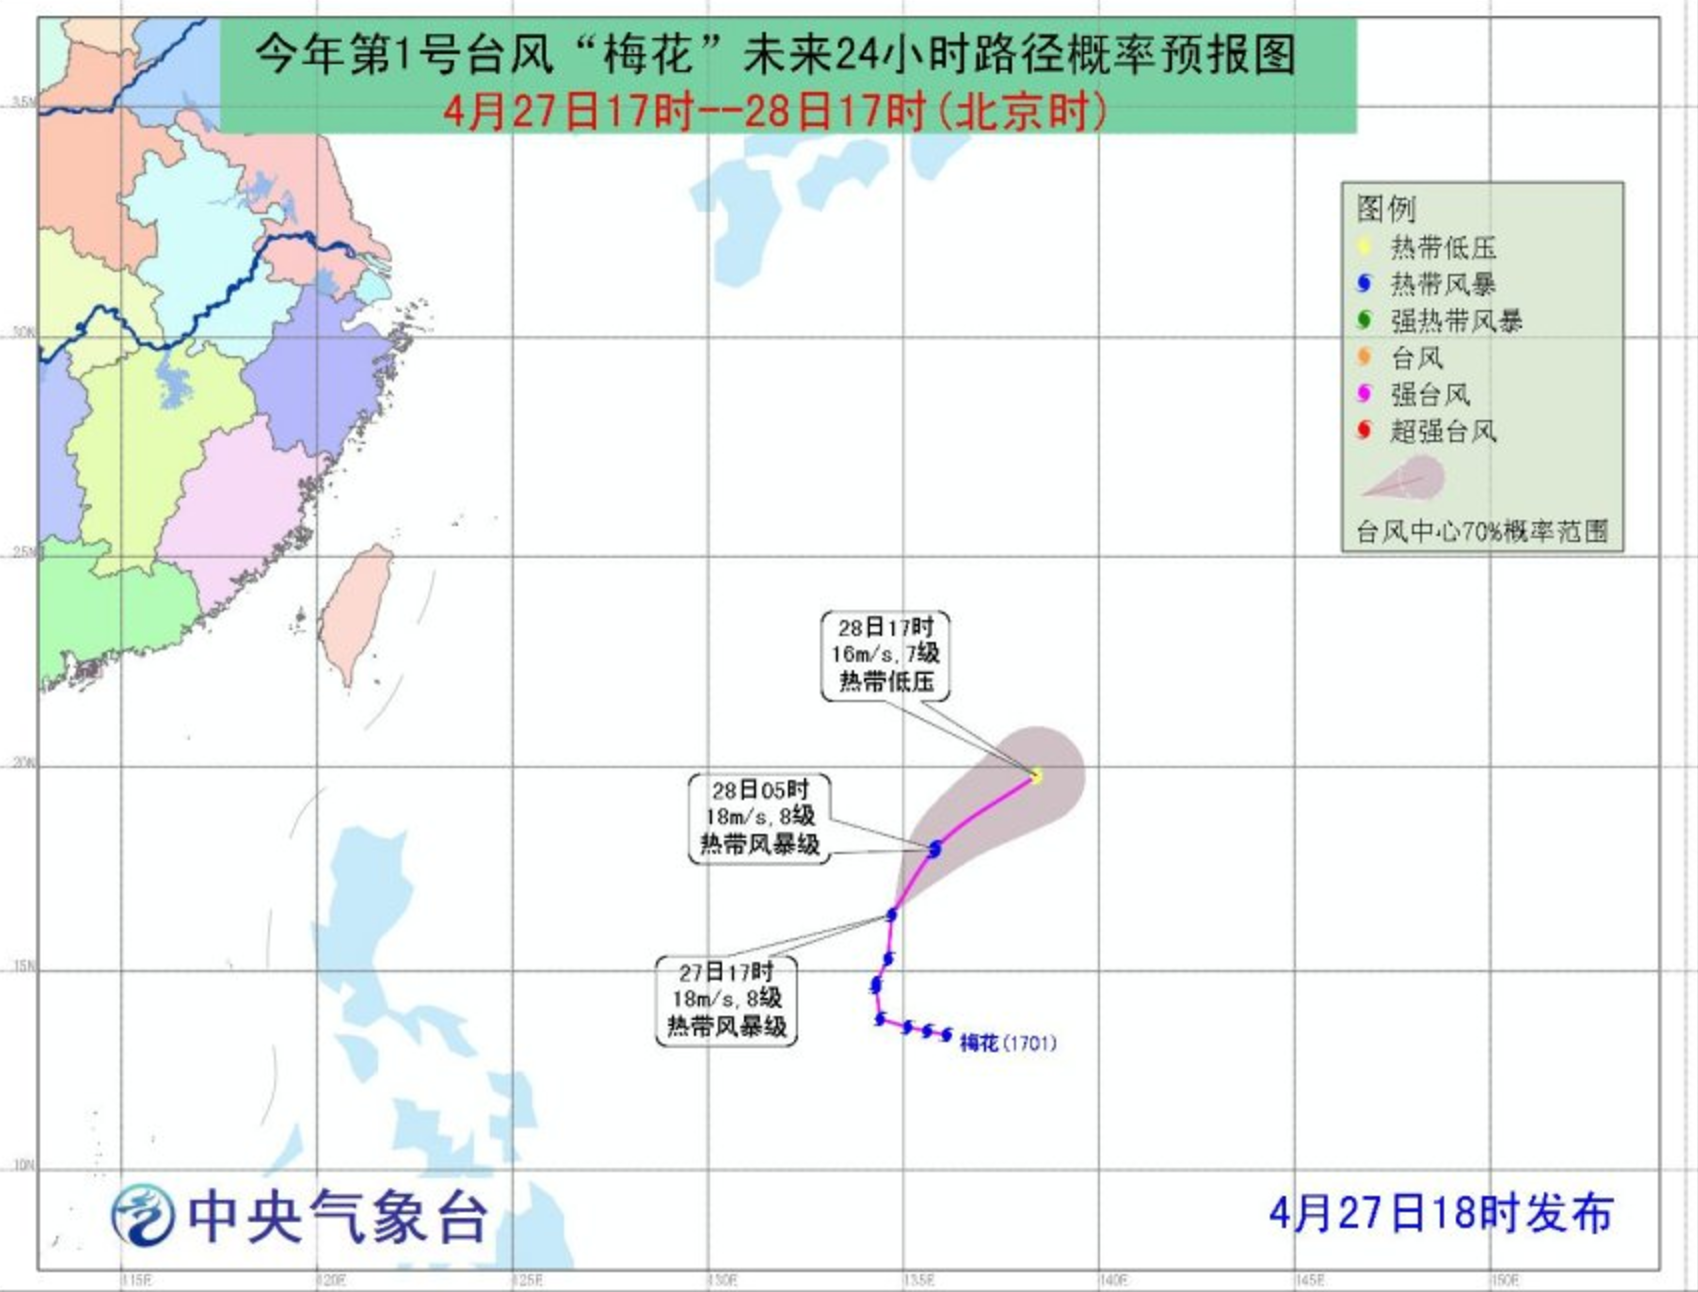 今年第1号台风“梅花”未来24小时路径概率预报图
4月27日17时--28日17时(北京时)
图例
热带低压
热带风暴
强热带风暴
台风
强台风
超强台风
台风中心70%概率范围
35N
30N
25N
20N
15N
10N
28日17时
16m/s,7级
热带低压
28日05时
18m/s,8级
热带风暴级
27日17时
18m/s,8级
热带风暴级
梅花(1701)
中央气象台
4月27日18时发布
115E
120E
125E
130E
135E
140E
145E
150E